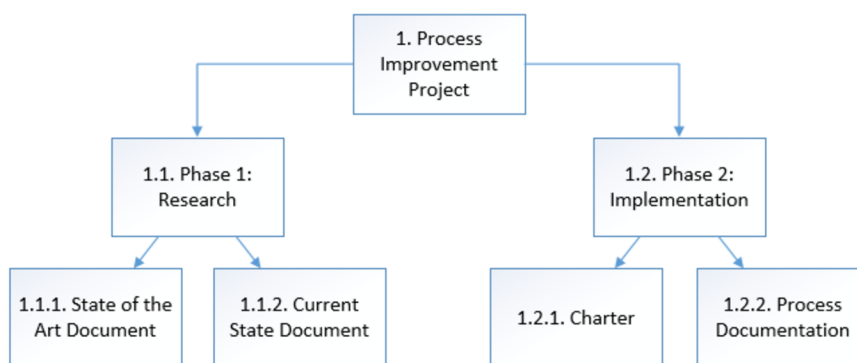 1. Process
Improvement
Project
1.1. Phase 1:
Research
1.2. Phase 2:
Implementation
1.1.1. State of the
Art Document
1.1.2. Current
State Document
1.2.1. Charter
1.2.2. Process
Documentation